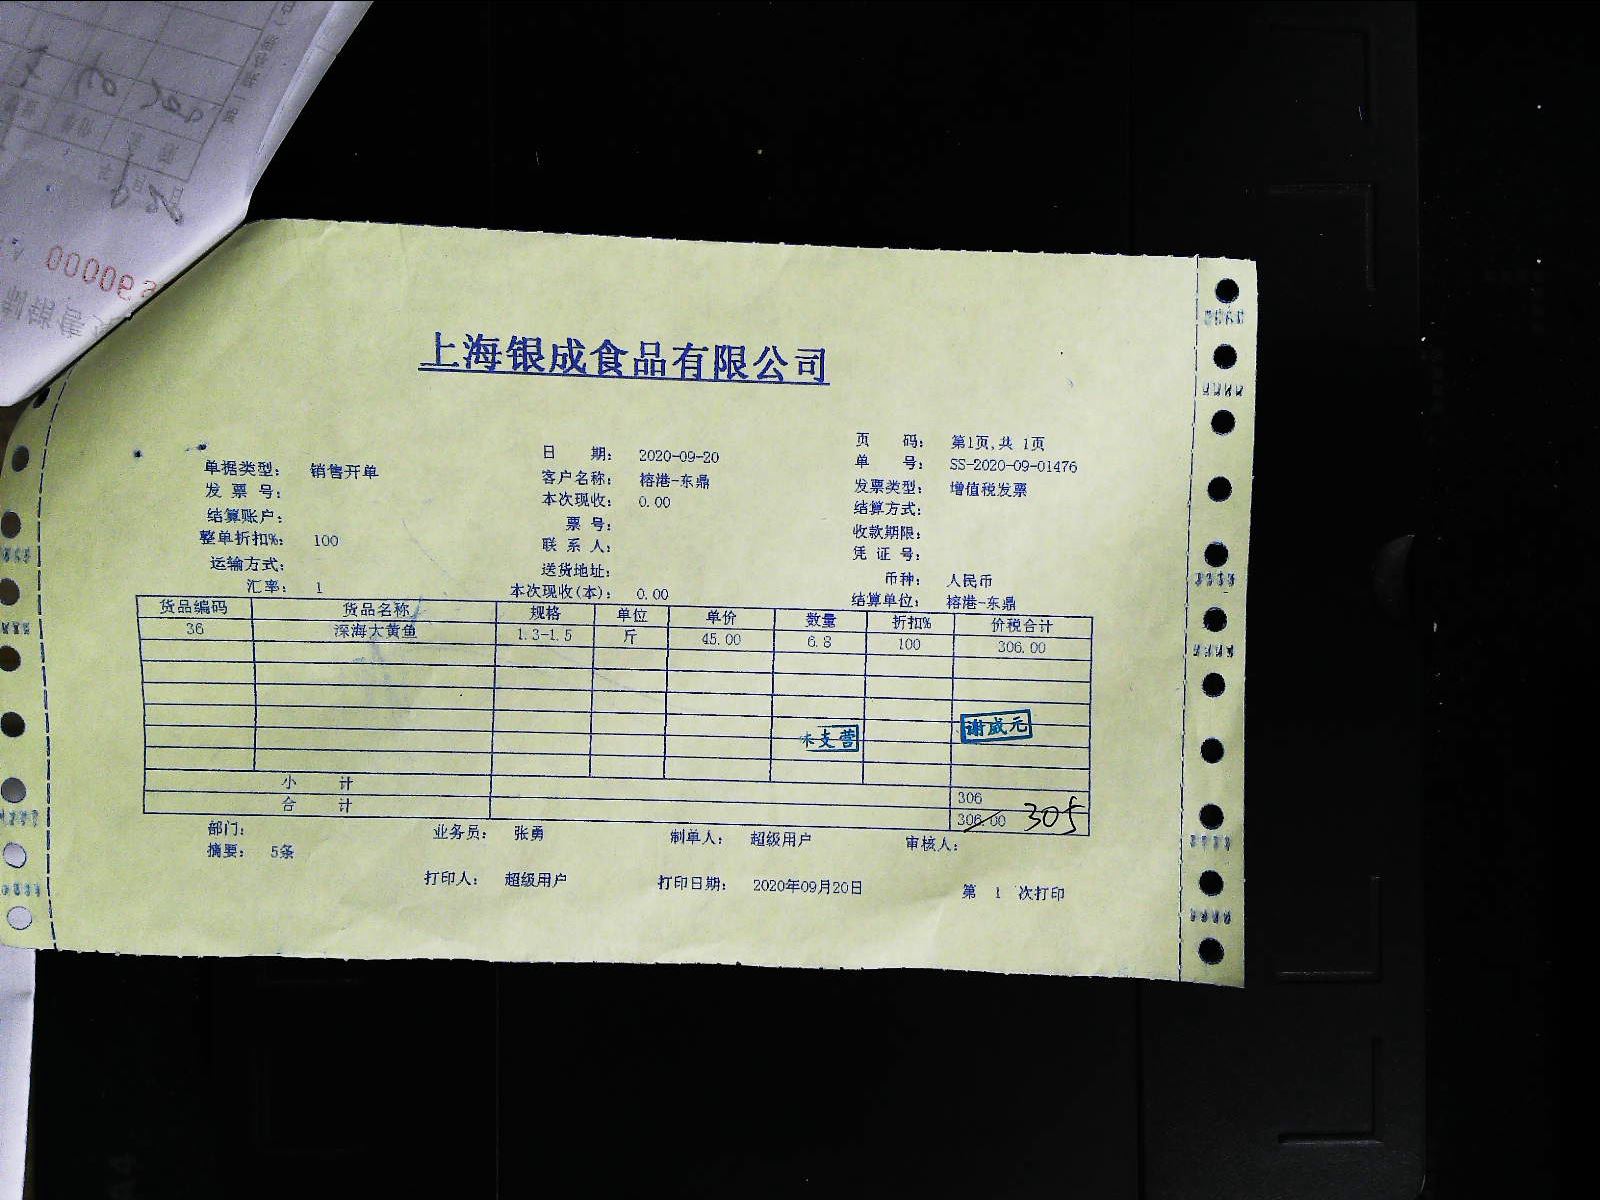 00009
上海银成食品有限公司
页 码: 第1页,共 1页
日 期: 2020-09-20
单 号: SS-2020-09-01476
单据类型: 销售开单
客户名称: 榕港-东鼎
发票类型: 增值税发票
发 票 号:
本次现收: 0.00
结算方式:
结算账户:
票 号:
收款期限:
整单折扣%: 100
联 系 人:
凭 证 号:
运输方式:
送货地址:
币种: 人民币
汇率: 1
本次现收(本): 0.00
结算单位: 榕港-东鼎
货品编码 货品名称 规格 单位 单价 数量 折扣% 价税合计
36 深海大黄鱼 1.3-1.5 斤 45.00 6.8 100 306.00
支营 谢成元
小 计 306
合 计 306.00 305
部门: 业务员: 张勇 制单人: 超级用户 审核人:
摘要: 5条
打印人: 超级用户 打印日期: 2020年09月20日 第 1 次打印